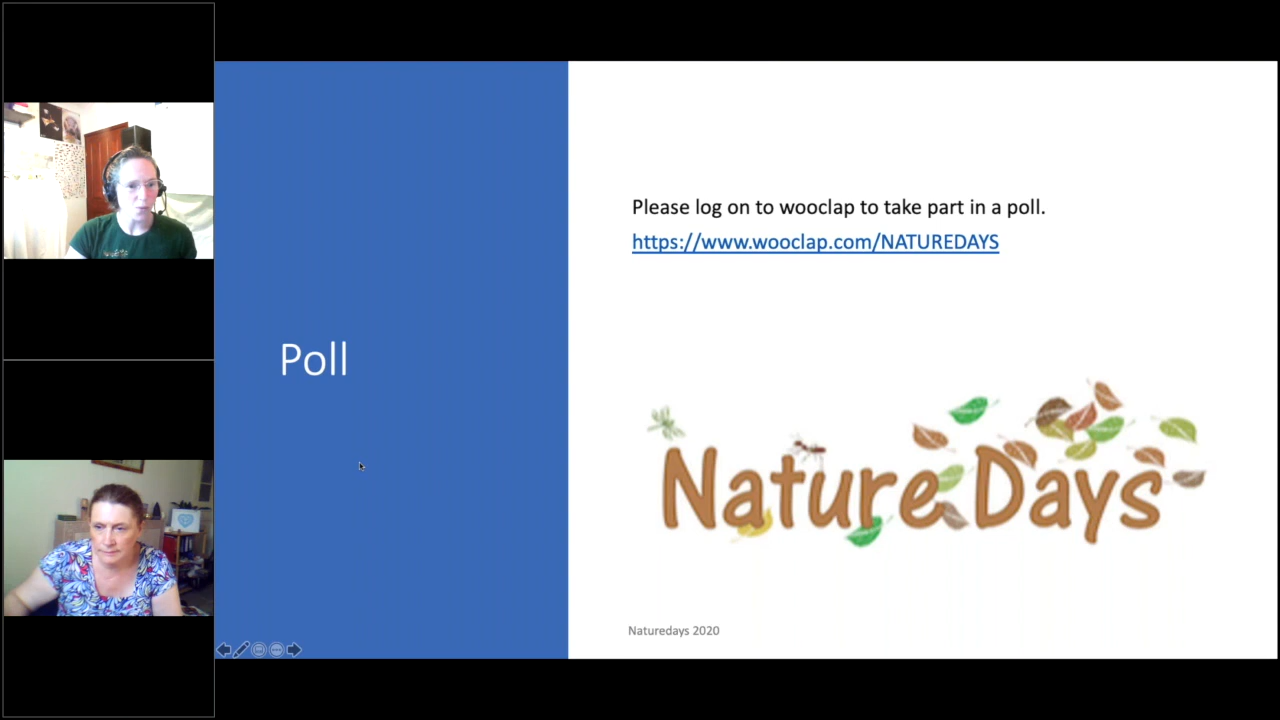 Poll
Please log on to wooclap to take part in a poll.
https://www.wooclap.com/NATUREDAYS
Nature Days
Naturedays 2020